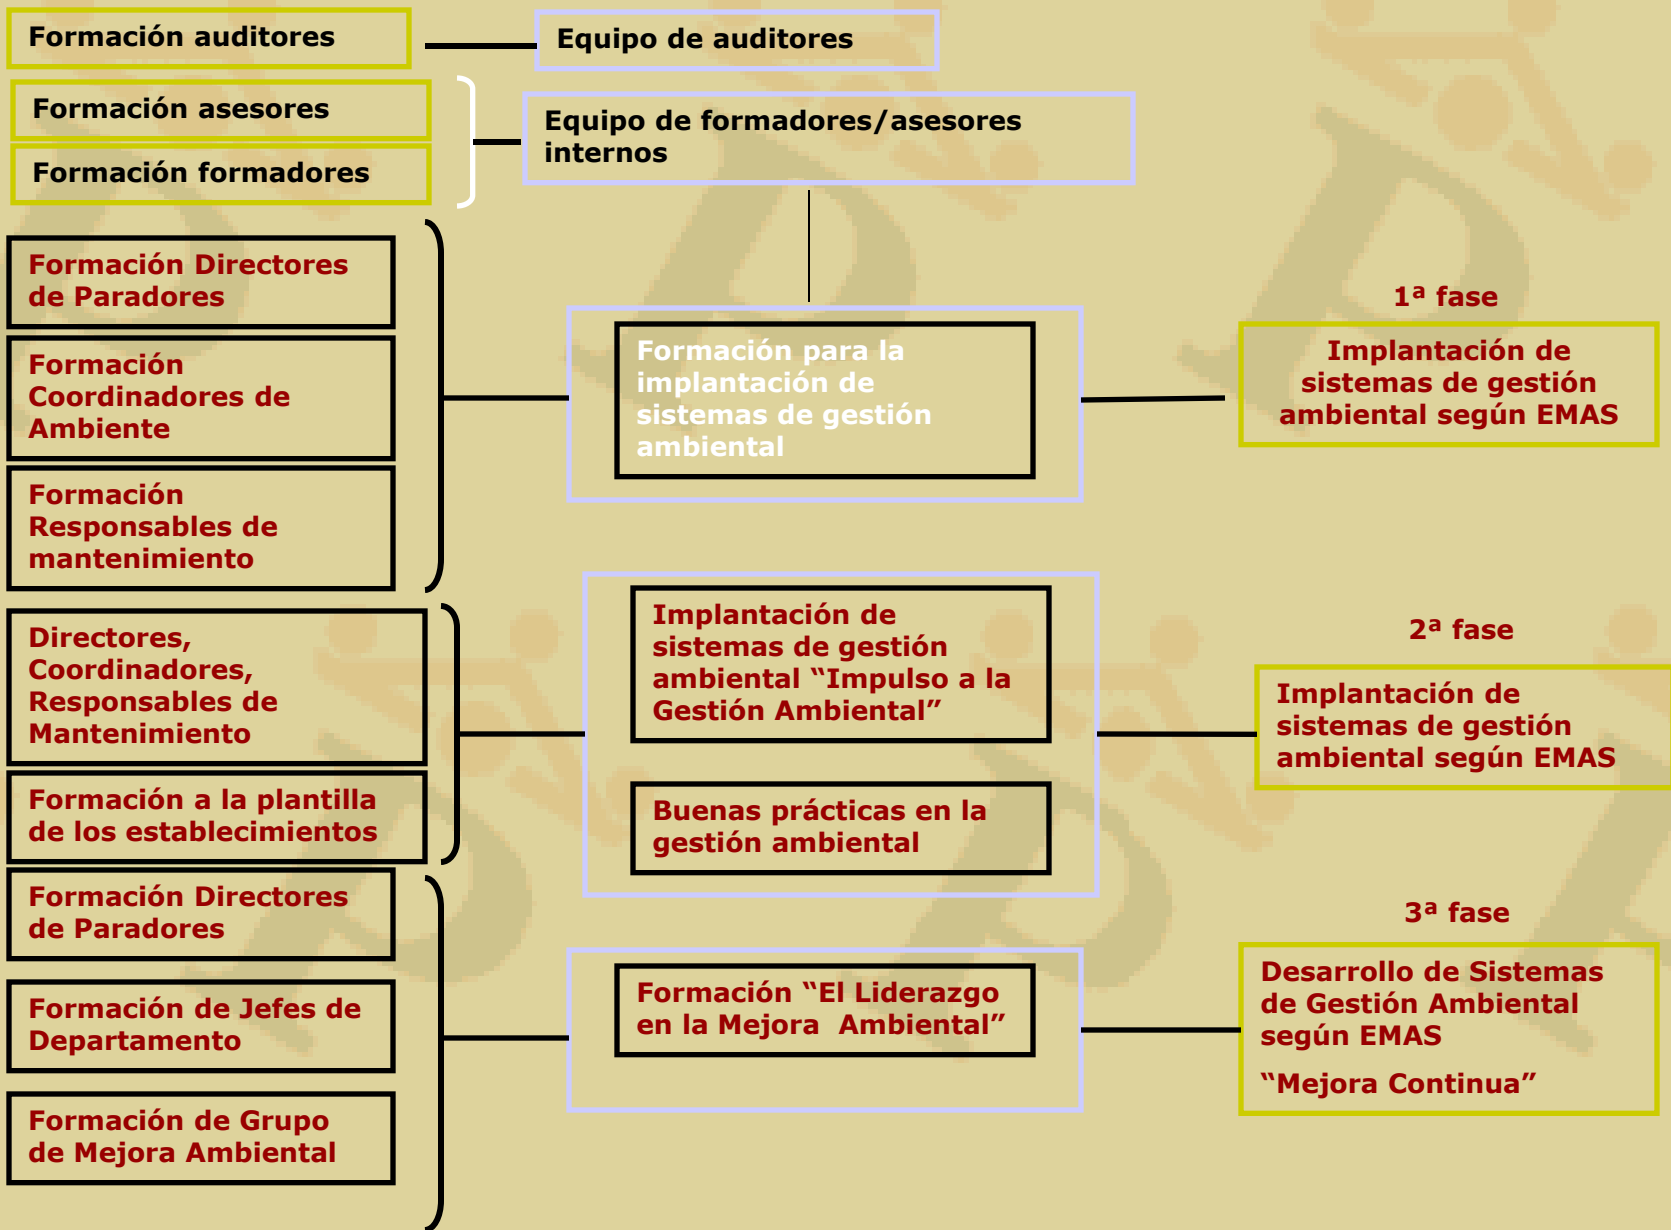 Formación auditores
Equipo de auditores
Formación asesores
Formación formadores
Equipo de formadores/asesores
internos
Formación Directores
de Paradores
Formación
Coordinadores de
Ambiente
Formación
Responsables de
mantenimiento
Formación para la
implantación de
sistemas de gestión
ambiental
1ª fase
Implantación de
sistemas de gestión
ambiental según EMAS
Directores,
Coordinadores,
Responsables de
Mantenimiento
Formación a la plantilla
de los establecimientos
Implantación de
sistemas de gestión
ambiental “Impulso a la
Gestión Ambiental”
Buenas prácticas en la
gestión ambiental
2ª fase
Implantación de
sistemas de gestión
ambiental según EMAS
Formación Directores
de Paradores
Formación de Jefes de
Departamento
Formación de Grupo
de Mejora Ambiental
Formación “El Liderazgo
en la Mejora  Ambiental”
3ª fase
Desarrollo de Sistemas
de Gestión Ambiental
según EMAS
“Mejora Continua”